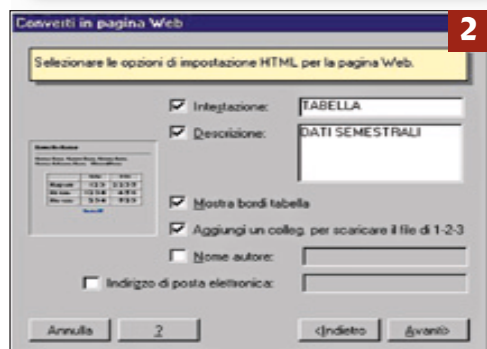 Converti in pagina Web
2
Selezionare le opzioni di impostazione HTML per la pagina Web.
Intestazione: TABELLA
Descrizione: DATI SEMESTRALI
Mostra bordi tabella
Aggiungi un colleg. per scaricare il file di 1-2-3
Nome autore:
Indirizzo di posta elettronica:
Annulla ? <Indietro Avanti>